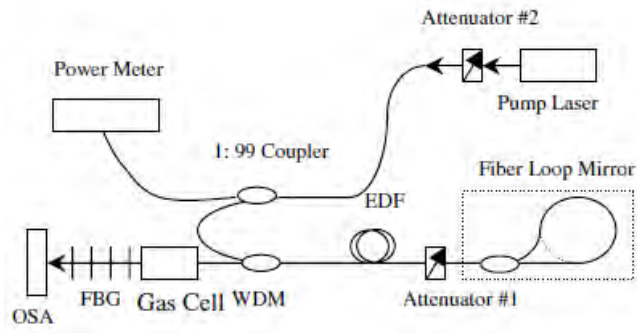 Attenuator #2
Power Meter
Pump Laser
1: 99 Coupler
Fiber Loop Mirror
EDF
FBG
Gas Cell
WDM
Attenuator #1
OSA